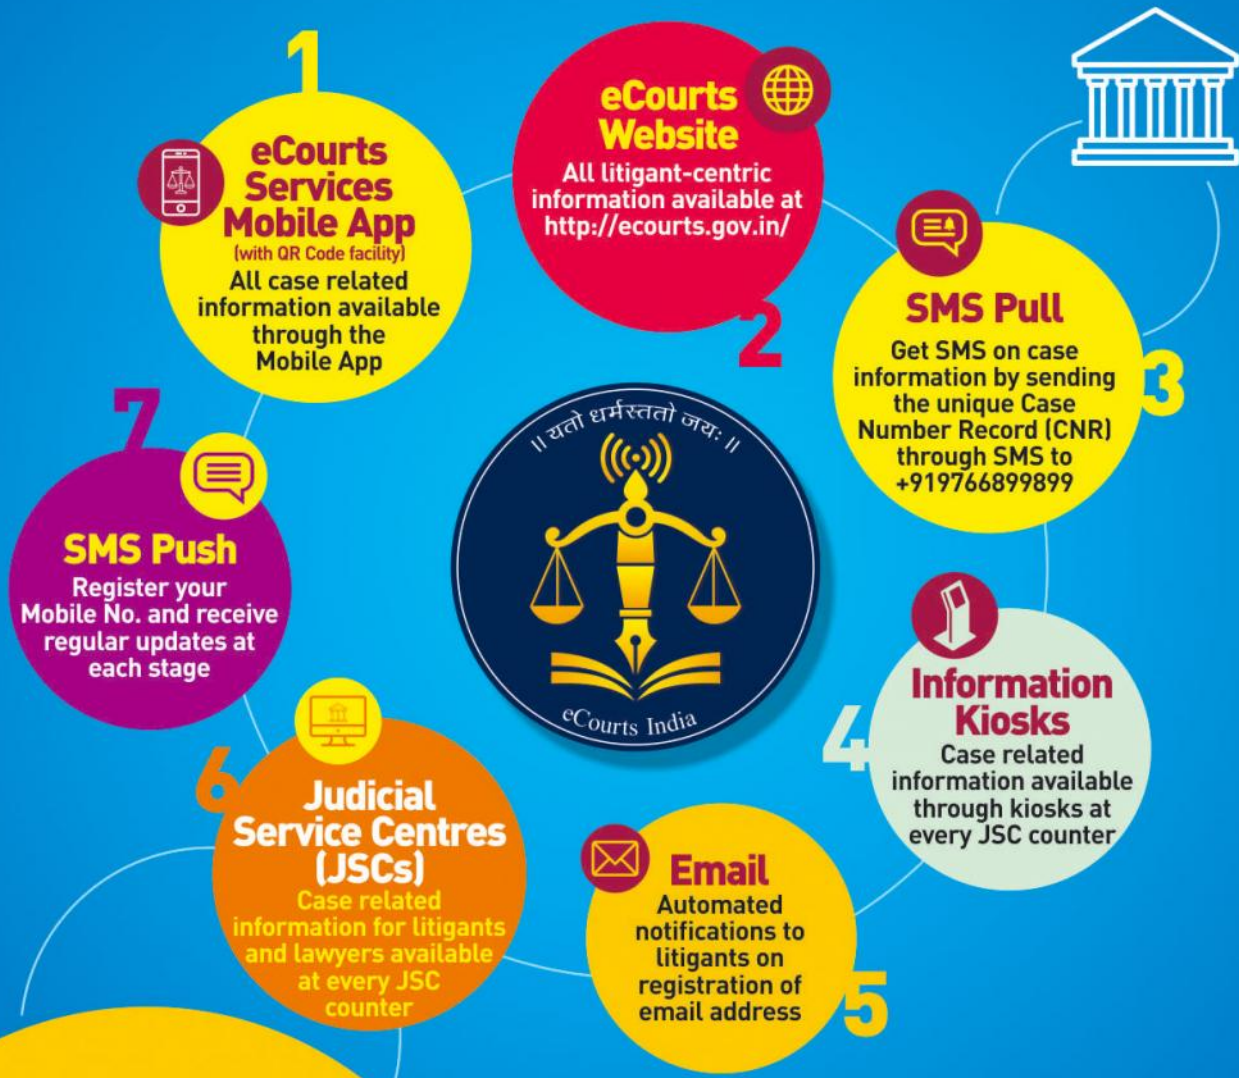 1
eCourts
Services
Mobile App
(with QR Code facility)
All case related
information available
through the
Mobile App
eCourts
Website
All litigant-centric
information available at
http://ecourts.gov.in/
2
SMS Pull
Get SMS on case
information by sending
the unique Case
Number Record (CNR)
through SMS to
+919766899899
3
Information
Kiosks
Case related
information available
through kiosks at
every JSC counter
4
Email
Automated
notifications to
litigants on
registration of
email address
5
6
Judicial
Service Centres
(JSCs)
Case related
information for litigants
and lawyers available
at every JSC
counter
7
SMS Push
Register your
Mobile No. and receive
regular updates at
each stage
॥ यतो धर्मस्ततो जयः ॥
eCourts India